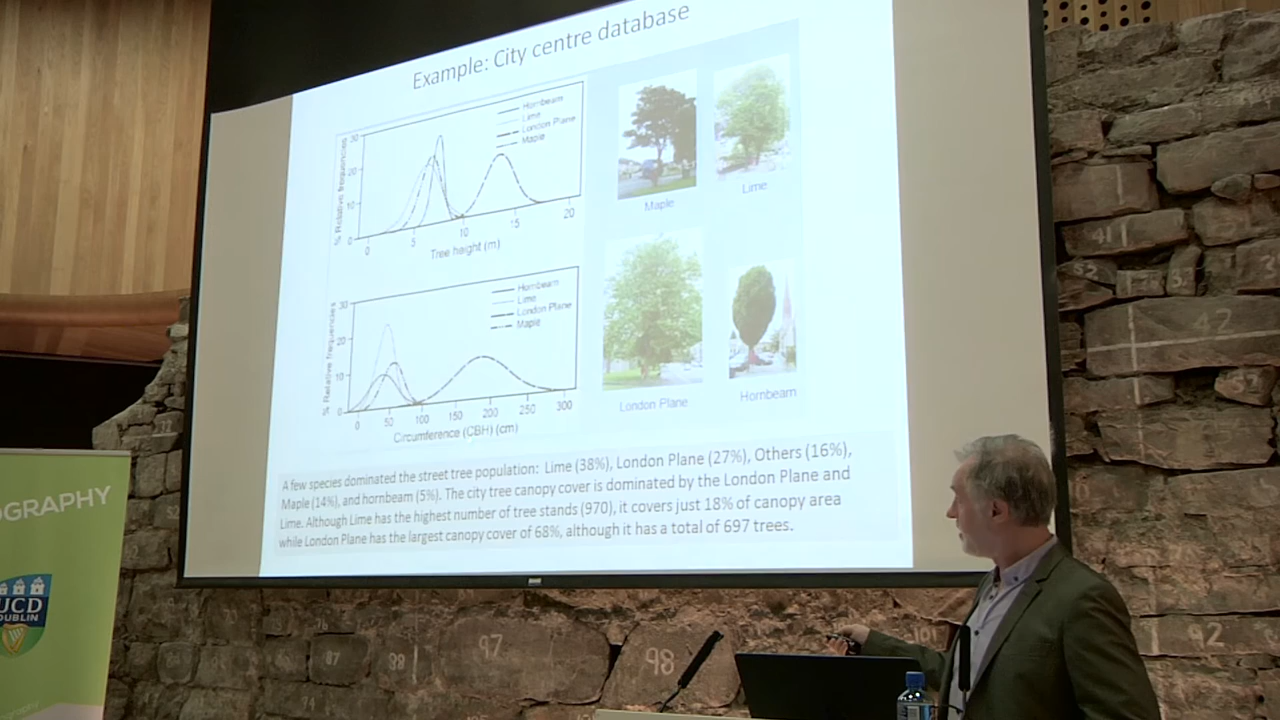 Example: City centre database
% Relative frequencies
30
20
10
0
Hornbeam
Lime
London Plane
Maple
0
5
10
15
20
Tree height (m)
% Relative frequencies
30
20
10
0
Hornbeam
Lime
London Plane
Maple
0
50
100
150
200
250
300
Circumference (CBH) (cm)
Maple
Lime
London Plane
Hornbeam
A few species dominated the street tree population: Lime (38%), London Plane (27%), Others (16%),
Maple (14%), and hornbeam (5%). The city tree canopy cover is dominated by the London Plane and
Lime. Although Lime has the highest number of tree stands (970), it covers just 18% of canopy area
while London Plane has the largest canopy cover of 68%, although it has a total of 697 trees.
OGRAPHY
UCD
DUBLIN
41
52
42
92
97
98
87
88